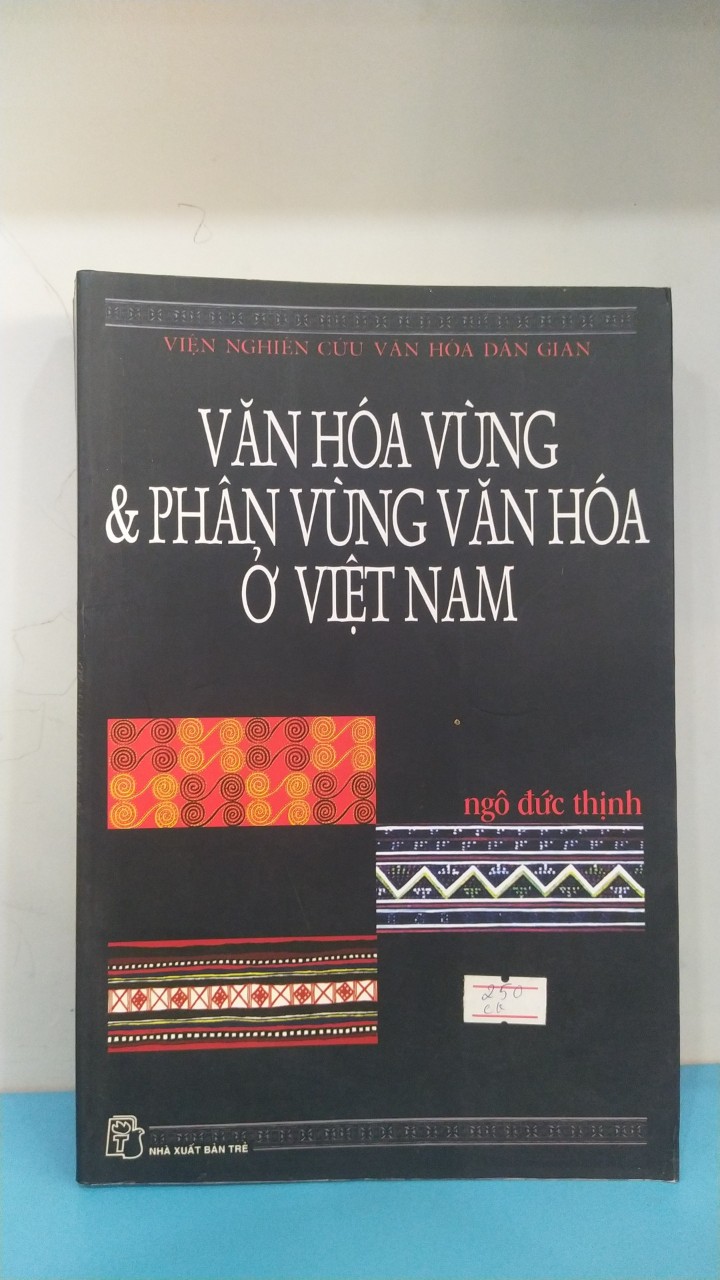 VIỆN NGHIÊN CỨU VĂN HÓA DÂN GIAN
VĂN HÓA VÙNG
& PHÂN VÙNG VĂN HÓA
Ở VIỆT NAM
ngô đức thịnh
250
NHÀ XUẤT BẢN TRẺ